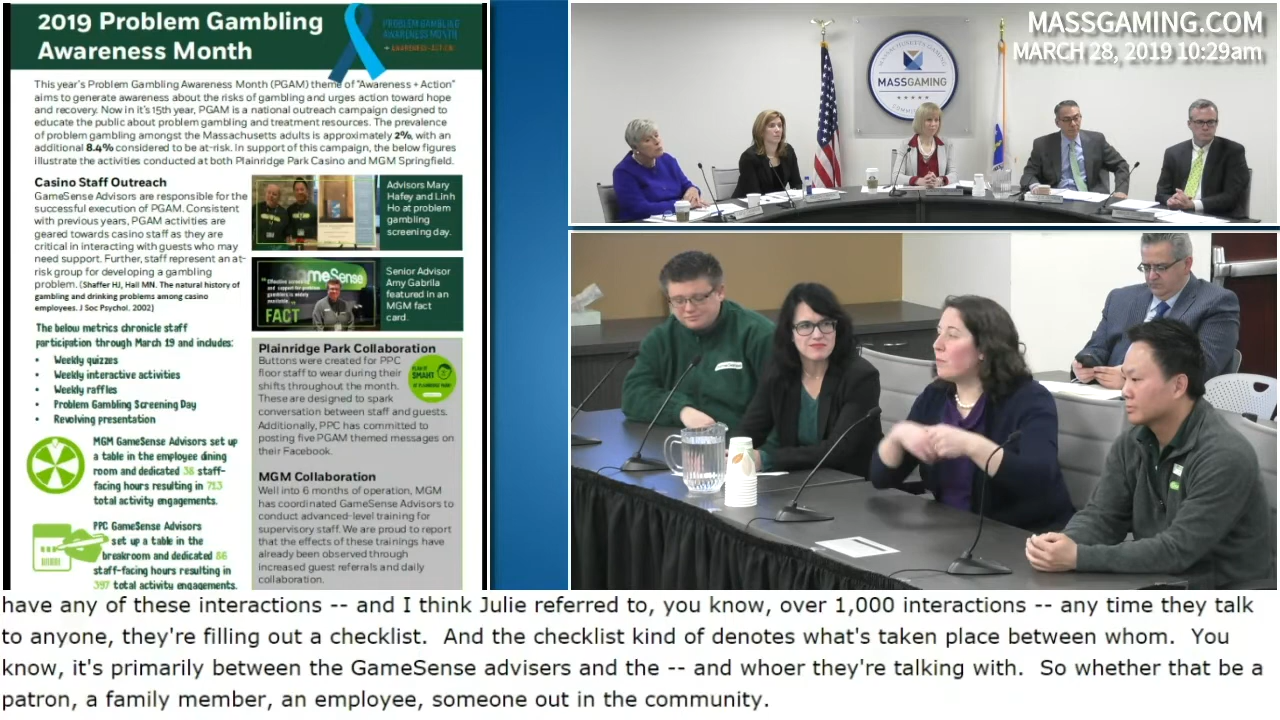 2019 Problem Gambling
Awareness Month
PROBLEM GAMBLING
AWARENESS MONTH
This year's Problem Gambling Awareness Month (PGAM) theme of "Awareness + Action"
aims to generate awareness about the risks of gambling and urges action toward hope
and recovery. Now in it's 15th year, PGAM is a national outreach campaign designed to
educate the public about problem gambling and treatment resources. The prevalence
of problem gambling amongst the Massachusetts adults is approximately 2%, with an
additional 8.4% considered to be at-risk. In support of this campaign, the below figures
illustrate the activities conducted at both Plainridge Park Casino and MGM Springfield.
Casino Staff Outreach
GameSense Advisors are responsible for the
successful execution of PGAM. Consistent
with previous years, PGAM activities are
geared towards casino staff as they are
critical in interacting with guests who may
need support. Further, staff represent an at-
risk group for developing a gambling
problem. (Shaffer HJ, Hall MN. The natural history of
gambling and drinking problems among casino
employees. J Soc Psychol. 2002)
The below metrics chronicle staff
participation through March 19 and includes:
• Weekly quizzes
• Weekly interactive activities
• Weekly raffles
• Problem Gambling Screening Day
• Revolving presentation
MGM GameSense Advisors set up
a table in the employee dining
room and dedicated 38 staff-
facing hours resulting in 713
total activity engagements.
PPC GameSense Advisors
set up a table in the
breakroom and dedicated 86
staff-facing hours resulting in
397 total activity engagements.
Advisors Mary
Hafey and Linh
Ho at problem
gambling
screening day.
GameSense
FACT
Senior Advisor
Amy Gabrila
featured in an
MGM fact
card.
Plainridge Park Collaboration
Buttons were created for PPC
floor staff to wear during their
shifts throughout the month.
These are designed to spark
conversation between staff and guests.
Additionally, PPC has committed to
posting five PGAM themed messages on
their Facebook.
MGM Collaboration
Well into 6 months of operation, MGM
has coordinated GameSense Advisors to
conduct advanced-level training for
supervisory staff. We are proud to report
that the effects of these trainings have
already been observed through
increased guest referrals and daily
collaboration.
MASSGAMING
MASSGAMING.COM
MARCH 28, 2019 10:29am
have any of these interactions -- and I think Julie referred to, you know, over 1,000 interactions -- any time they talk
to anyone, they're filling out a checklist. And the checklist kind of denotes what's taken place between whom. You
know, it's primarily between the GameSense advisers and the -- and whoer they're talking with. So whether that be a
patron, a family member, an employee, someone out in the community.